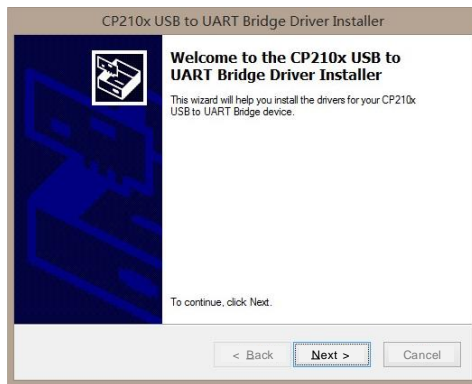 CP210x USB to UART Bridge Driver Installer
Welcome to the CP210x USB to
UART Bridge Driver Installer
This wizard will help you install the drivers for your CP210x
USB to UART Bridge device.
To continue, click Next.
< Back
Next >
Cancel